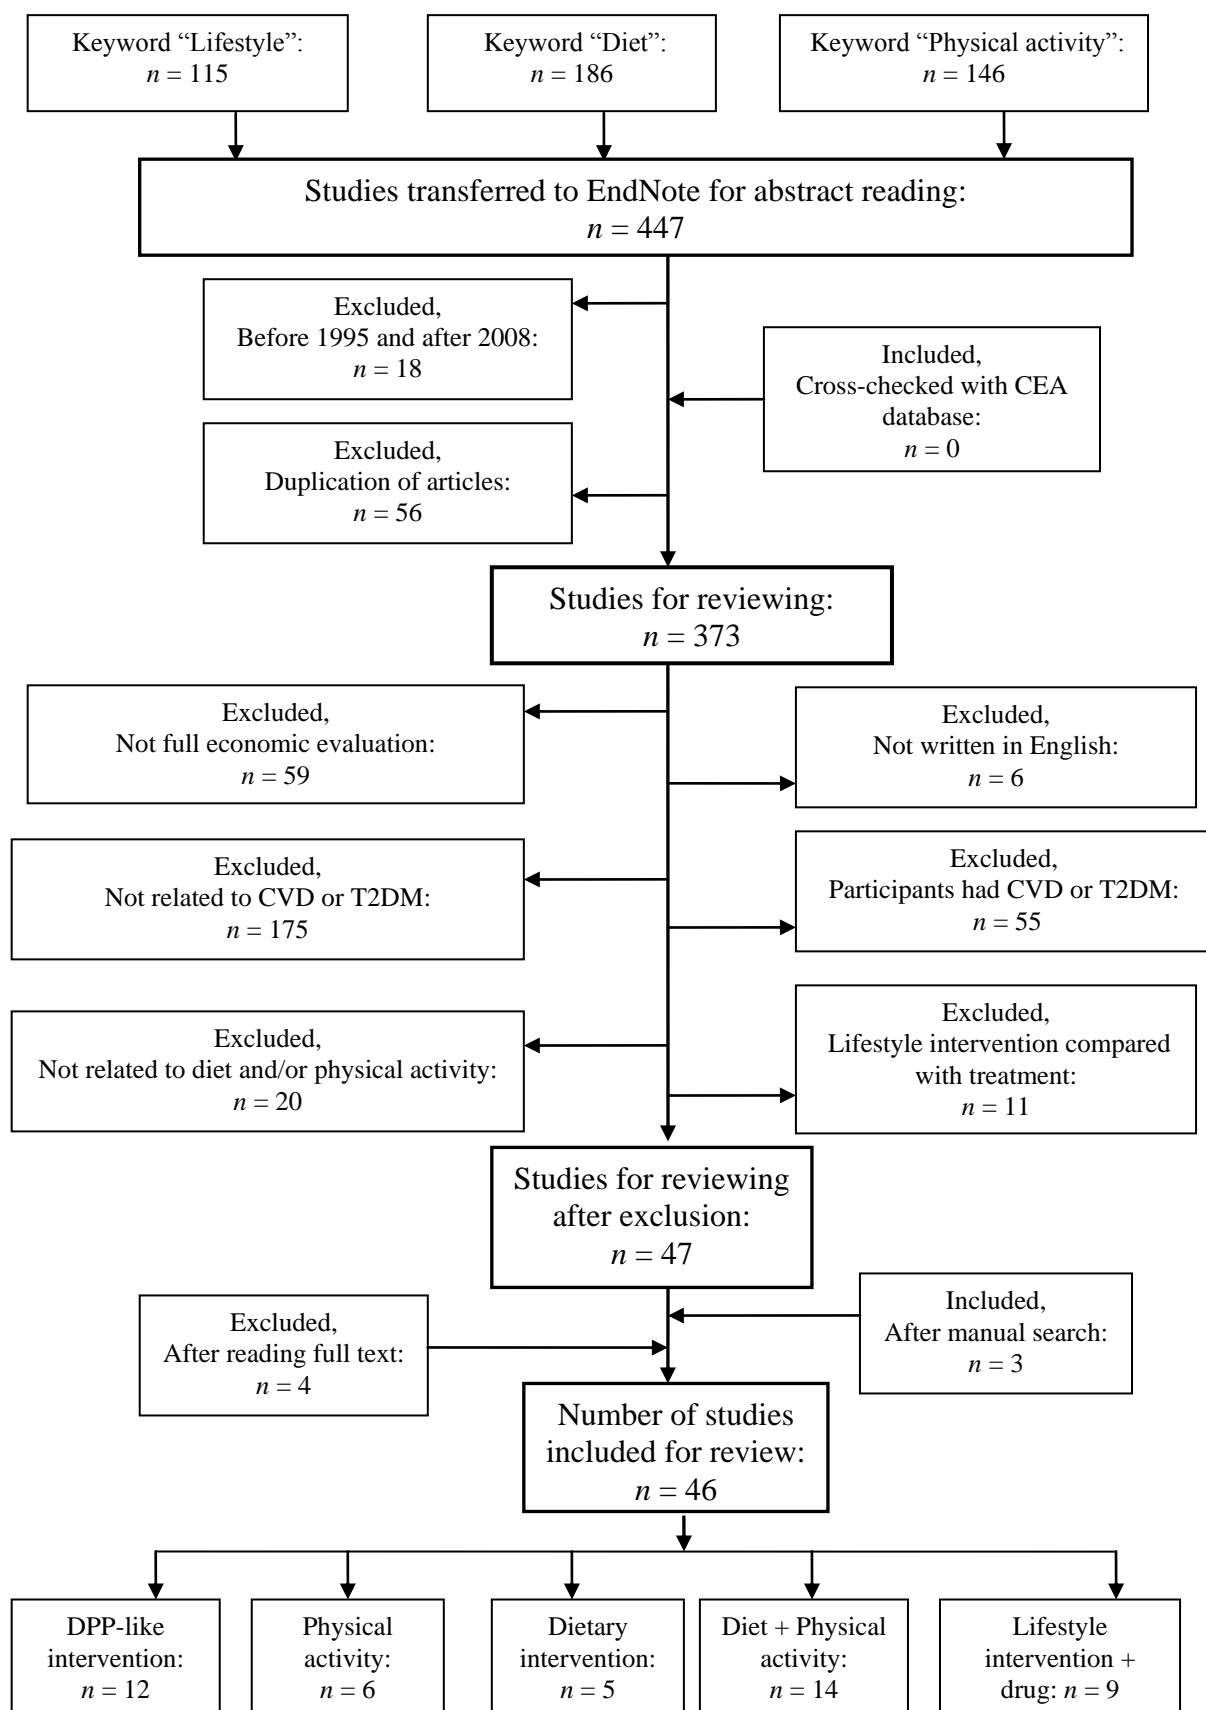 Keyword “Lifestyle”:
n = 115
Keyword “Diet”:
n = 186
Keyword “Physical activity”:
n = 146
Studies transferred to EndNote for abstract reading:
n = 447
Excluded,
Before 1995 and after 2008:
n = 18
Included,
Cross-checked with CEA
database:
n = 0
Excluded,
Duplication of articles:
n = 56
Studies for reviewing:
n = 373
Excluded,
Not full economic evaluation:
n = 59
Excluded,
Not written in English:
n = 6
Excluded,
Not related to CVD or T2DM:
n = 175
Excluded,
Participants had CVD or T2DM:
n = 55
Excluded,
Not related to diet and/or physical activity:
n = 20
Excluded,
Lifestyle intervention compared
with treatment:
n = 11
Studies for reviewing
after exclusion:
n = 47
Excluded,
After reading full text:
n = 4
Included,
After manual search:
n = 3
Number of studies
included for review:
n = 46
DPP-like
intervention:
n = 12
Physical
activity:
n = 6
Dietary
intervention:
n = 5
Diet + Physical
activity:
n = 14
Lifestyle
intervention +
drug: n = 9